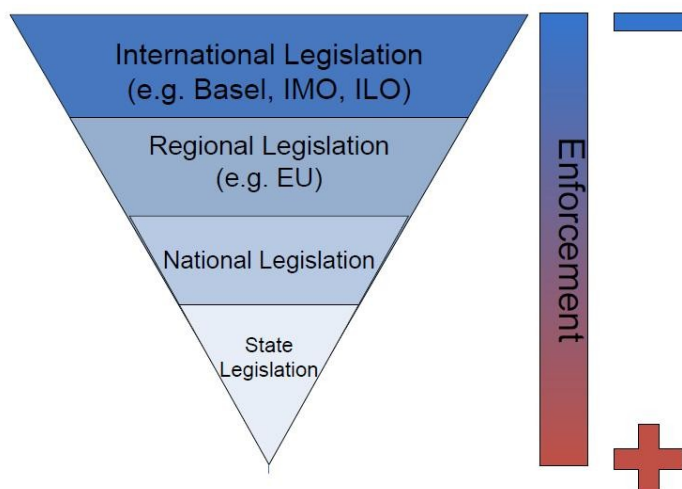 International Legislation
(e.g. Basel, IMO, ILO)
Regional Legislation
(e.g. EU)
National Legislation
State
Legislation
Enforcement